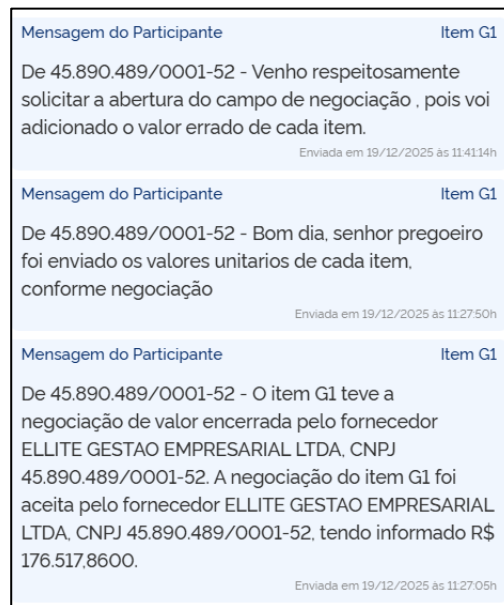 Mensagem do Participante Item G1
De 45.890.489/0001-52 - Venho respeitosamente
solicitar a abertura do campo de negociação , pois voi
adicionado o valor errado de cada item.
Enviada em 19/12/2025 às 11:41:14h
Mensagem do Participante Item G1
De 45.890.489/0001-52 - Bom dia, senhor pregoeiro
foi enviado os valores unitarios de cada item,
conforme negociação
Enviada em 19/12/2025 às 11:27:50h
Mensagem do Participante Item G1
De 45.890.489/0001-52 - O item G1 teve a
negociação de valor encerrada pelo fornecedor
ELLITE GESTAO EMPRESARIAL LTDA, CNPJ
45.890.489/0001-52. A negociação do item G1 foi
aceita pelo fornecedor ELLITE GESTAO EMPRESARIAL
LTDA, CNPJ 45.890.489/0001-52, tendo informado R$
176.517,8600.
Enviada em 19/12/2025 às 11:27:05h